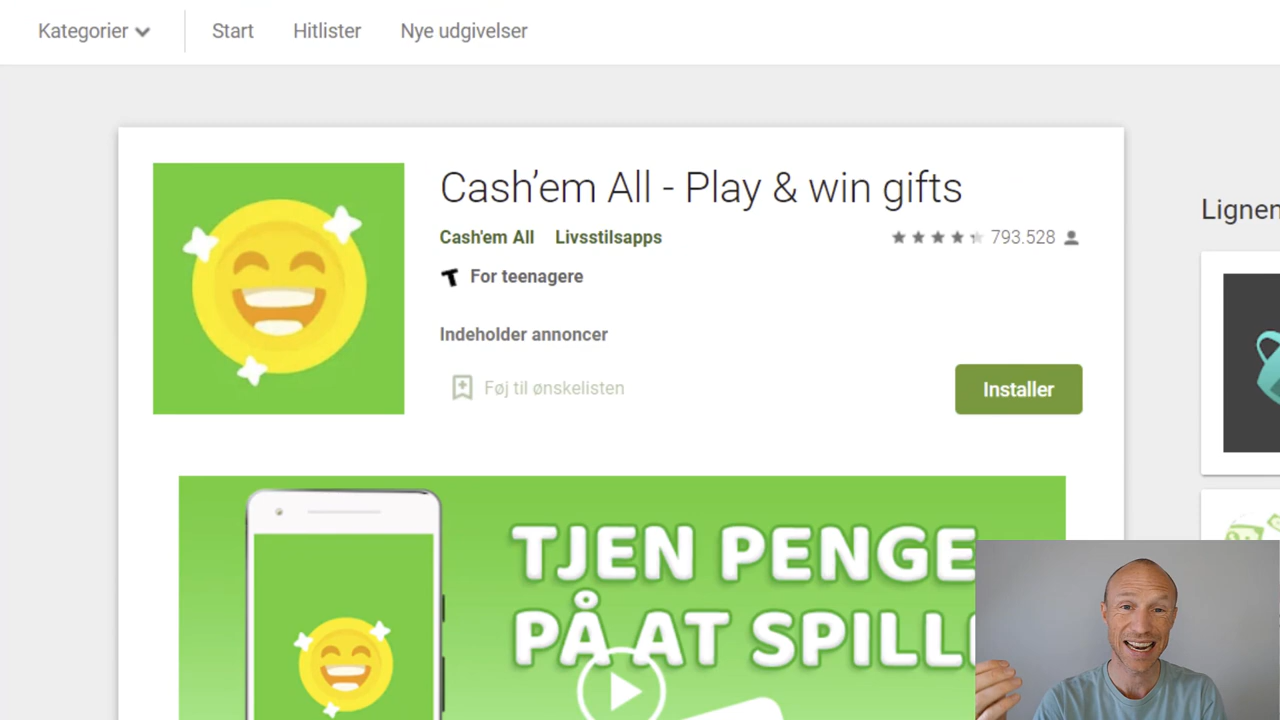 Kategorier Start Hitlister Nye udgivelser
Cash'em All - Play & win gifts
Cash'em All Livsstilsapps 793.528
T For teenagere
Indeholder annoncer
Føj til ønskelisten
Installer
TJEN PENGE
PÅ AT